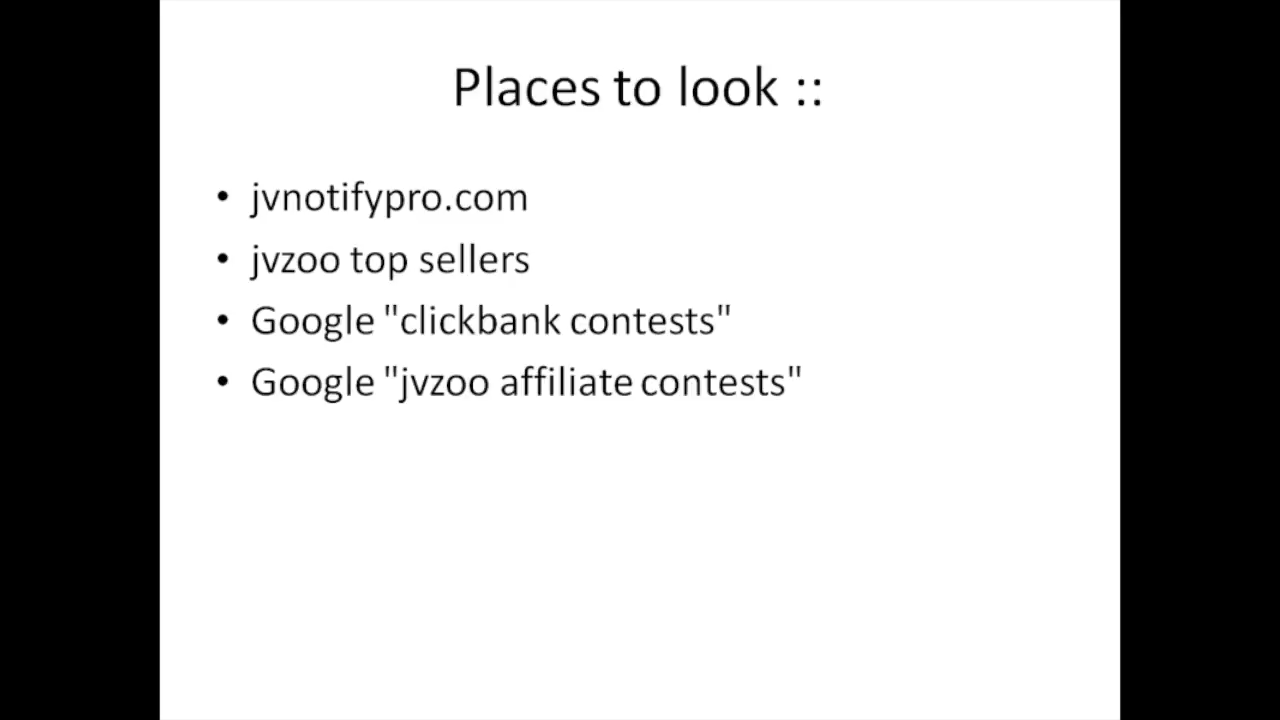 Places to look ::
• jvnotifypro.com
• jvzoo top sellers
• Google "clickbank contests"
• Google "jvzoo affiliate contests"